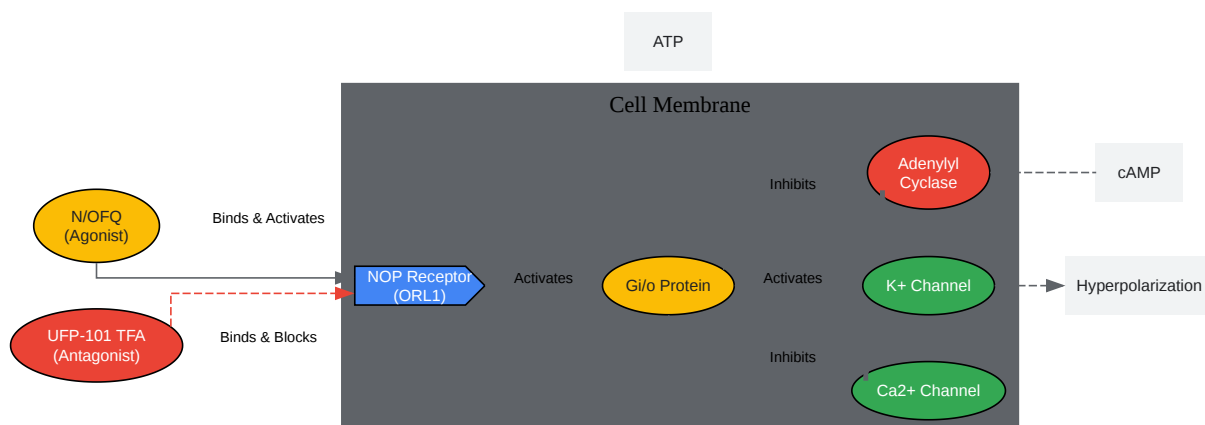 ATP
Cell Membrane
Adenylyl
Cyclase
Inhibits
cAMP
N/OFQ
(Agonist)
Binds & Activates
NOP Receptor
(ORL1)
Activates
Gi/o Protein
Activates
K+ Channel
Hyperpolarization
UFP-101 TFA
(Antagonist)
Binds & Blocks
Inhibits
Ca2+ Channel